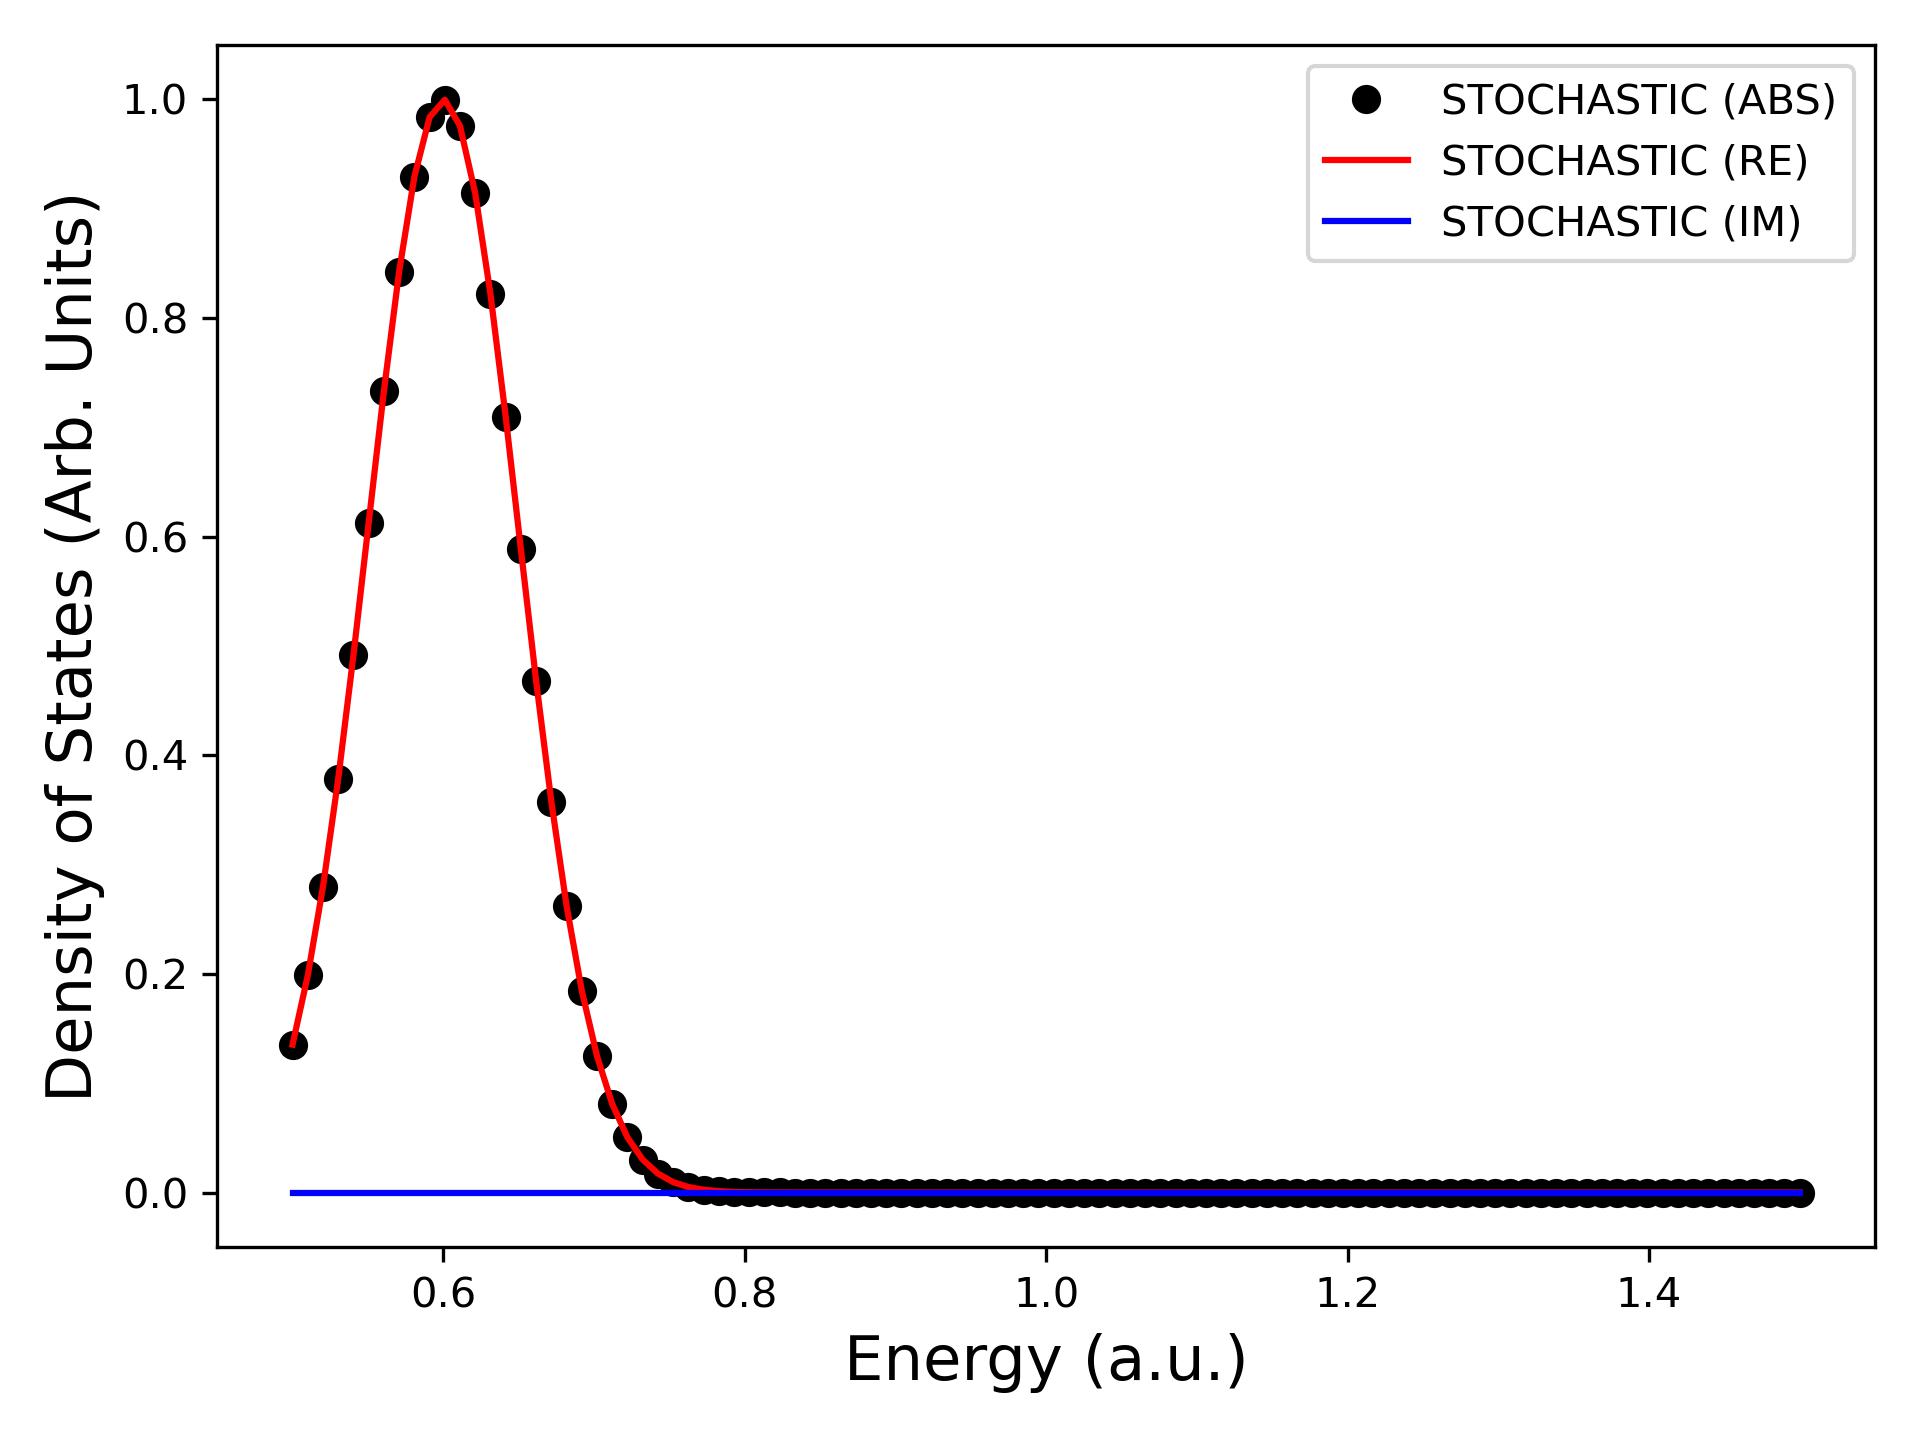 STOCHASTIC (ABS)
STOCHASTIC (RE)
STOCHASTIC (IM)
Density of States (Arb. Units)
1.0
0.8
0.6
0.4
0.2
0.0
0.6 0.8 1.0 1.2 1.4
Energy (a.u.)